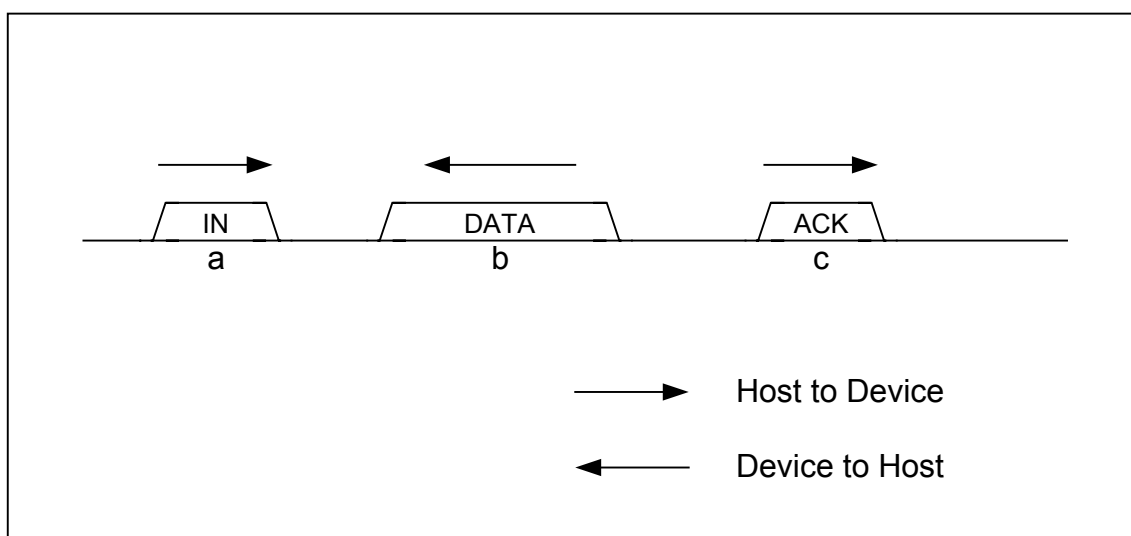 IN DATA ACK
a b c
Host to Device
Device to Host